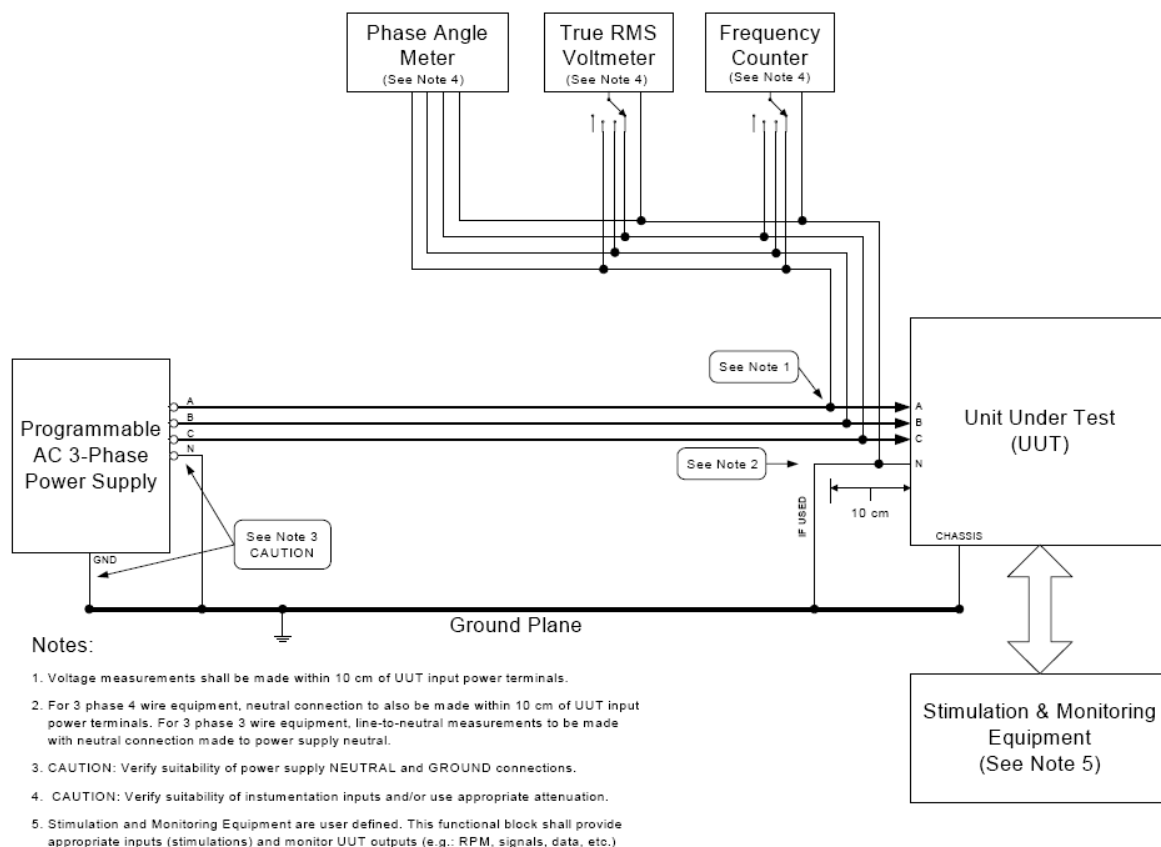 Phase Angle
Meter
(See Note 4)
True RMS
Voltmeter
(See Note 4)
Frequency
Counter
(See Note 4)
Programmable
AC 3-Phase
Power Supply
A
B
C
N
GND
See Note 1
See Note 2
See Note 3
CAUTION
IF USED
10 cm
A
B
C
N
Unit Under Test
(UUT)
CHASSIS
Ground Plane
Stimulation & Monitoring
Equipment
(See Note 5)
Notes:
1. Voltage measurements shall be made within 10 cm of UUT input power terminals.
2. For 3 phase 4 wire equipment, neutral connection to also be made within 10 cm of UUT input
power terminals. For 3 phase 3 wire equipment, line-to-neutral measurements to be made
with neutral connection made to power supply neutral.
3. CAUTION: Verify suitability of power supply NEUTRAL and GROUND connections.
4. CAUTION: Verify suitability of instumentation inputs and/or use appropriate attenuation.
5. Stimulation and Monitoring Equipment are user defined. This functional block shall provide
appropriate inputs (stimulations) and monitor UUT outputs (e.g.: RPM, signals, data, etc.)